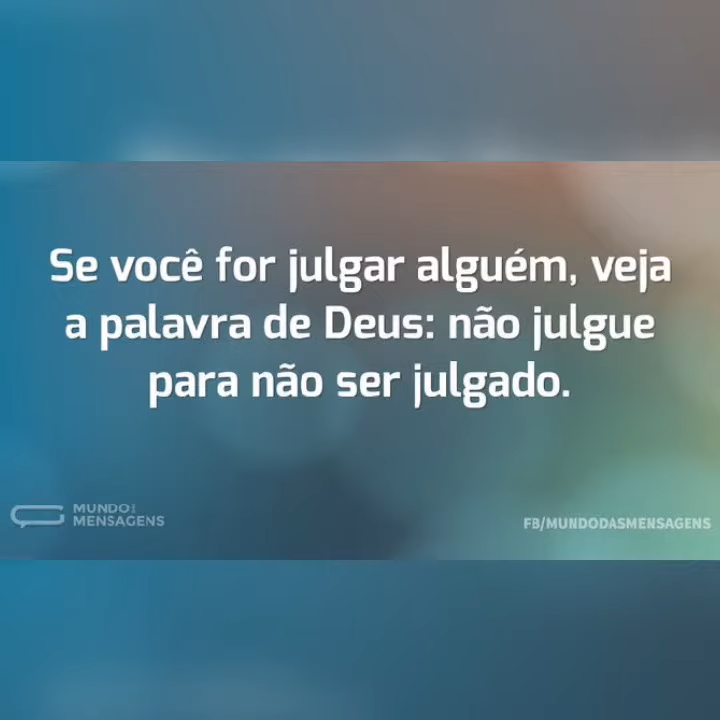 Se você for julgar alguém, veja
a palavra de Deus: não julgue
para não ser julgado.
MUNDO DAS
MENSAGENS
FB/MUNDODASMENSAGENS